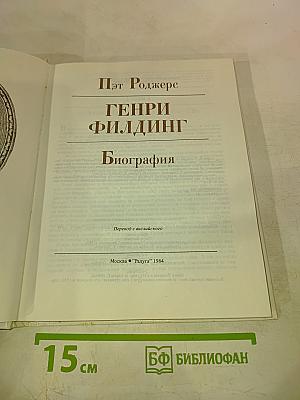 Пэт Роджерс
ГЕНРИ
ФИЛДИНГ
Биография
Перевод с английского
Москва "Радуга" 1984
15 см
БФ БИБЛИОФАН